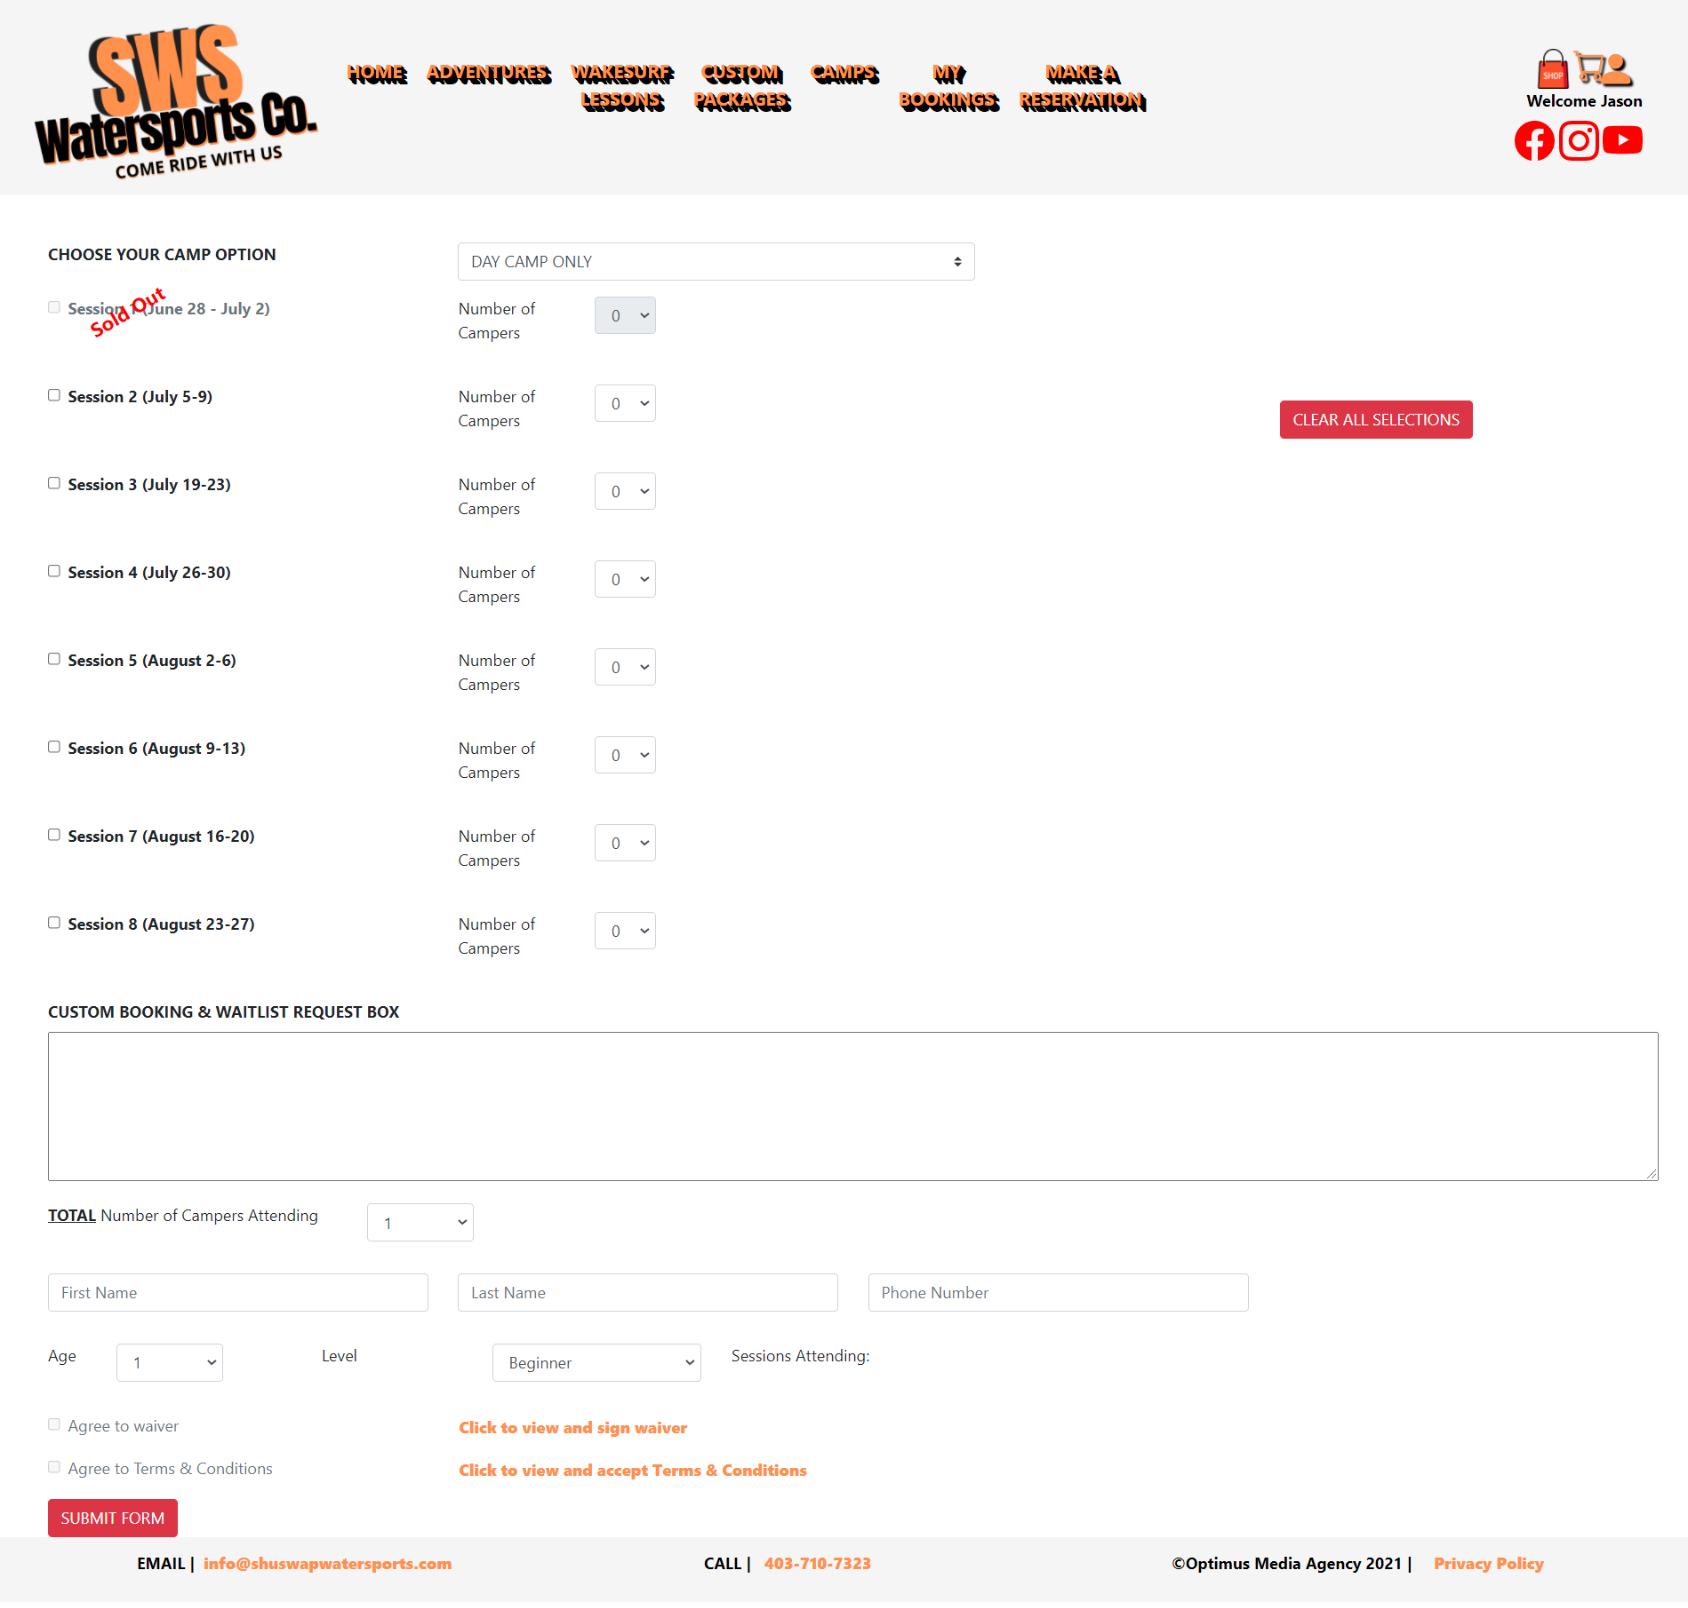 SWS
Watersports Co.
COME RIDE WITH US
HOME
ADVENTURES
WAKESURF
LESSONS
CUSTOM
PACKAGES
CAMPS
MY
BOOKINGS
MAKE A
RESERVATION
SHOP
Welcome Jason
CHOOSE YOUR CAMP OPTION
DAY CAMP ONLY
Session 1 (June 28 - July 2)
Sold Out
Number of
Campers
0
Session 2 (July 5-9)
Number of
Campers
0
CLEAR ALL SELECTIONS
Session 3 (July 19-23)
Number of
Campers
0
Session 4 (July 26-30)
Number of
Campers
0
Session 5 (August 2-6)
Number of
Campers
0
Session 6 (August 9-13)
Number of
Campers
0
Session 7 (August 16-20)
Number of
Campers
0
Session 8 (August 23-27)
Number of
Campers
0
CUSTOM BOOKING & WAITLIST REQUEST BOX
TOTAL Number of Campers Attending
1
First Name
Last Name
Phone Number
Age
1
Level
Beginner
Sessions Attending:
Agree to waiver
Click to view and sign waiver
Agree to Terms & Conditions
Click to view and accept Terms & Conditions
SUBMIT FORM
EMAIL | info@shuswapwatersports.com
CALL | 403-710-7323
©Optimus Media Agency 2021 | Privacy Policy